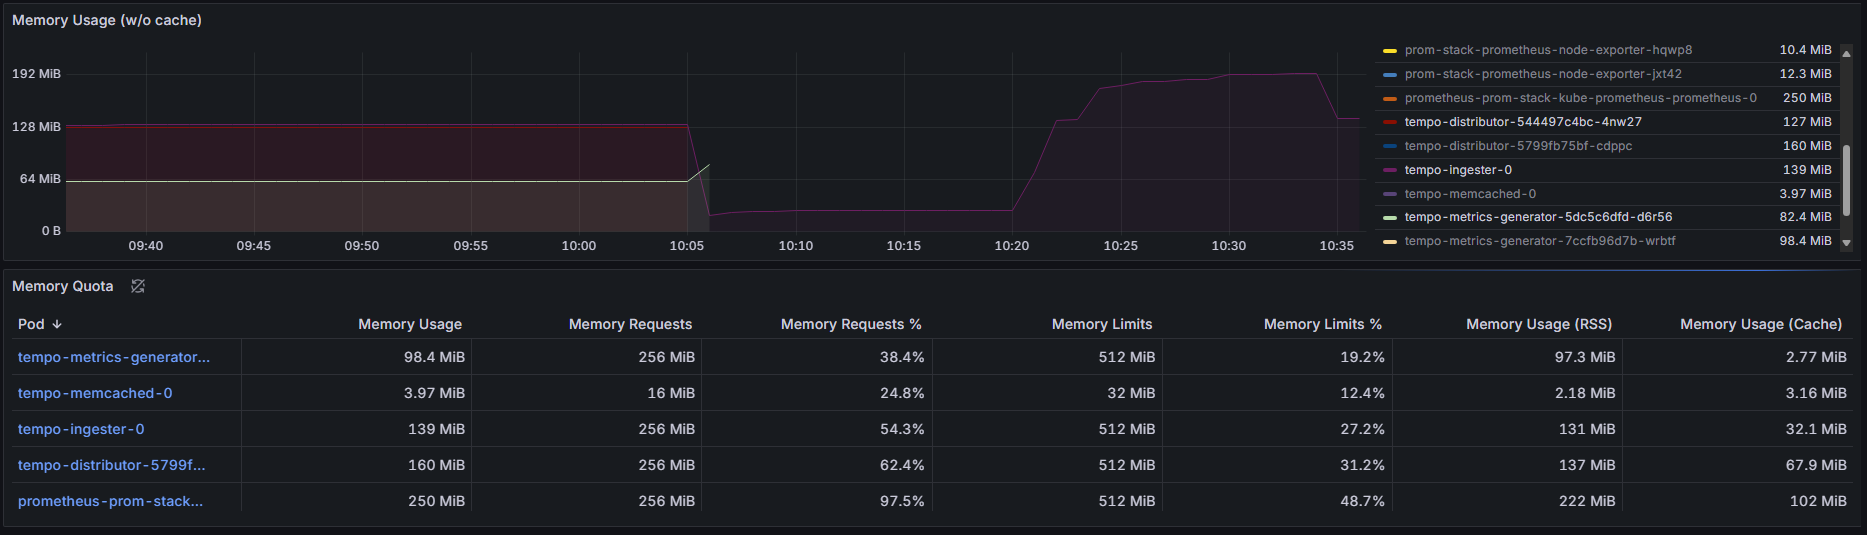 Memory Usage (w/o cache)
192 MiB
128 MiB
64 MiB
0 B
09:40 09:45 09:50 09:55 10:00 10:05 10:10 10:15 10:20 10:25 10:30 10:35
prom-stack-prometheus-node-exporter-hqwp8 10.4 MiB
prom-stack-prometheus-node-exporter-jxt42 12.3 MiB
prometheus-prom-stack-kube-prometheus-prometheus-0 250 MiB
tempo-distributor-544497c4bc-4nw27 127 MiB
tempo-distributor-5799fb75bf-cdppc 160 MiB
tempo-ingester-0 139 MiB
tempo-memcached-0 3.97 MiB
tempo-metrics-generator-5dc5c6dfd-d6r56 82.4 MiB
tempo-metrics-generator-7ccfb96d7b-wrbtf 98.4 MiB
Memory Quota
Pod ↓ Memory Usage Memory Requests Memory Requests % Memory Limits Memory Limits % Memory Usage (RSS) Memory Usage (Cache)
tempo-metrics-generator... 98.4 MiB 256 MiB 38.4% 512 MiB 19.2% 97.3 MiB 2.77 MiB
tempo-memcached-0 3.97 MiB 16 MiB 24.8% 32 MiB 12.4% 2.18 MiB 3.16 MiB
tempo-ingester-0 139 MiB 256 MiB 54.3% 512 MiB 27.2% 131 MiB 32.1 MiB
tempo-distributor-5799f... 160 MiB 256 MiB 62.4% 512 MiB 31.2% 137 MiB 67.9 MiB
prometheus-prom-stack... 250 MiB 256 MiB 97.5% 512 MiB 48.7% 222 MiB 102 MiB